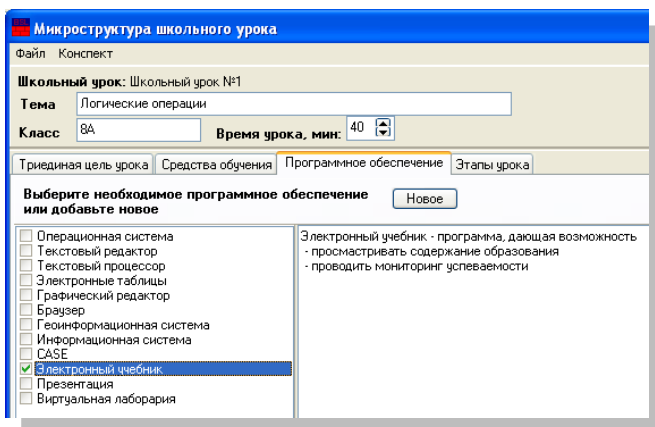 Микроструктура школьного урока
Файл Конспект
Школьный урок: Школьный урок №1
Тема Логические операции
Класс 8А Время урока, мин: 40
Триединая цель урока Средства обучения Программное обеспечение Этапы урока
Выберите необходимое программное обеспечение
или добавьте новое
Новое
Операционная система
Текстовый редактор
Текстовый процессор
Электронные таблицы
Графический редактор
Браузер
Геоинформационная система
Информационная система
CASE
Электронный учебник
Презентация
Виртуальная лаборария
Электронный учебник - программа, дающая возможность
- просмастривать содержание образования
- проводить мониторинг успеваемости